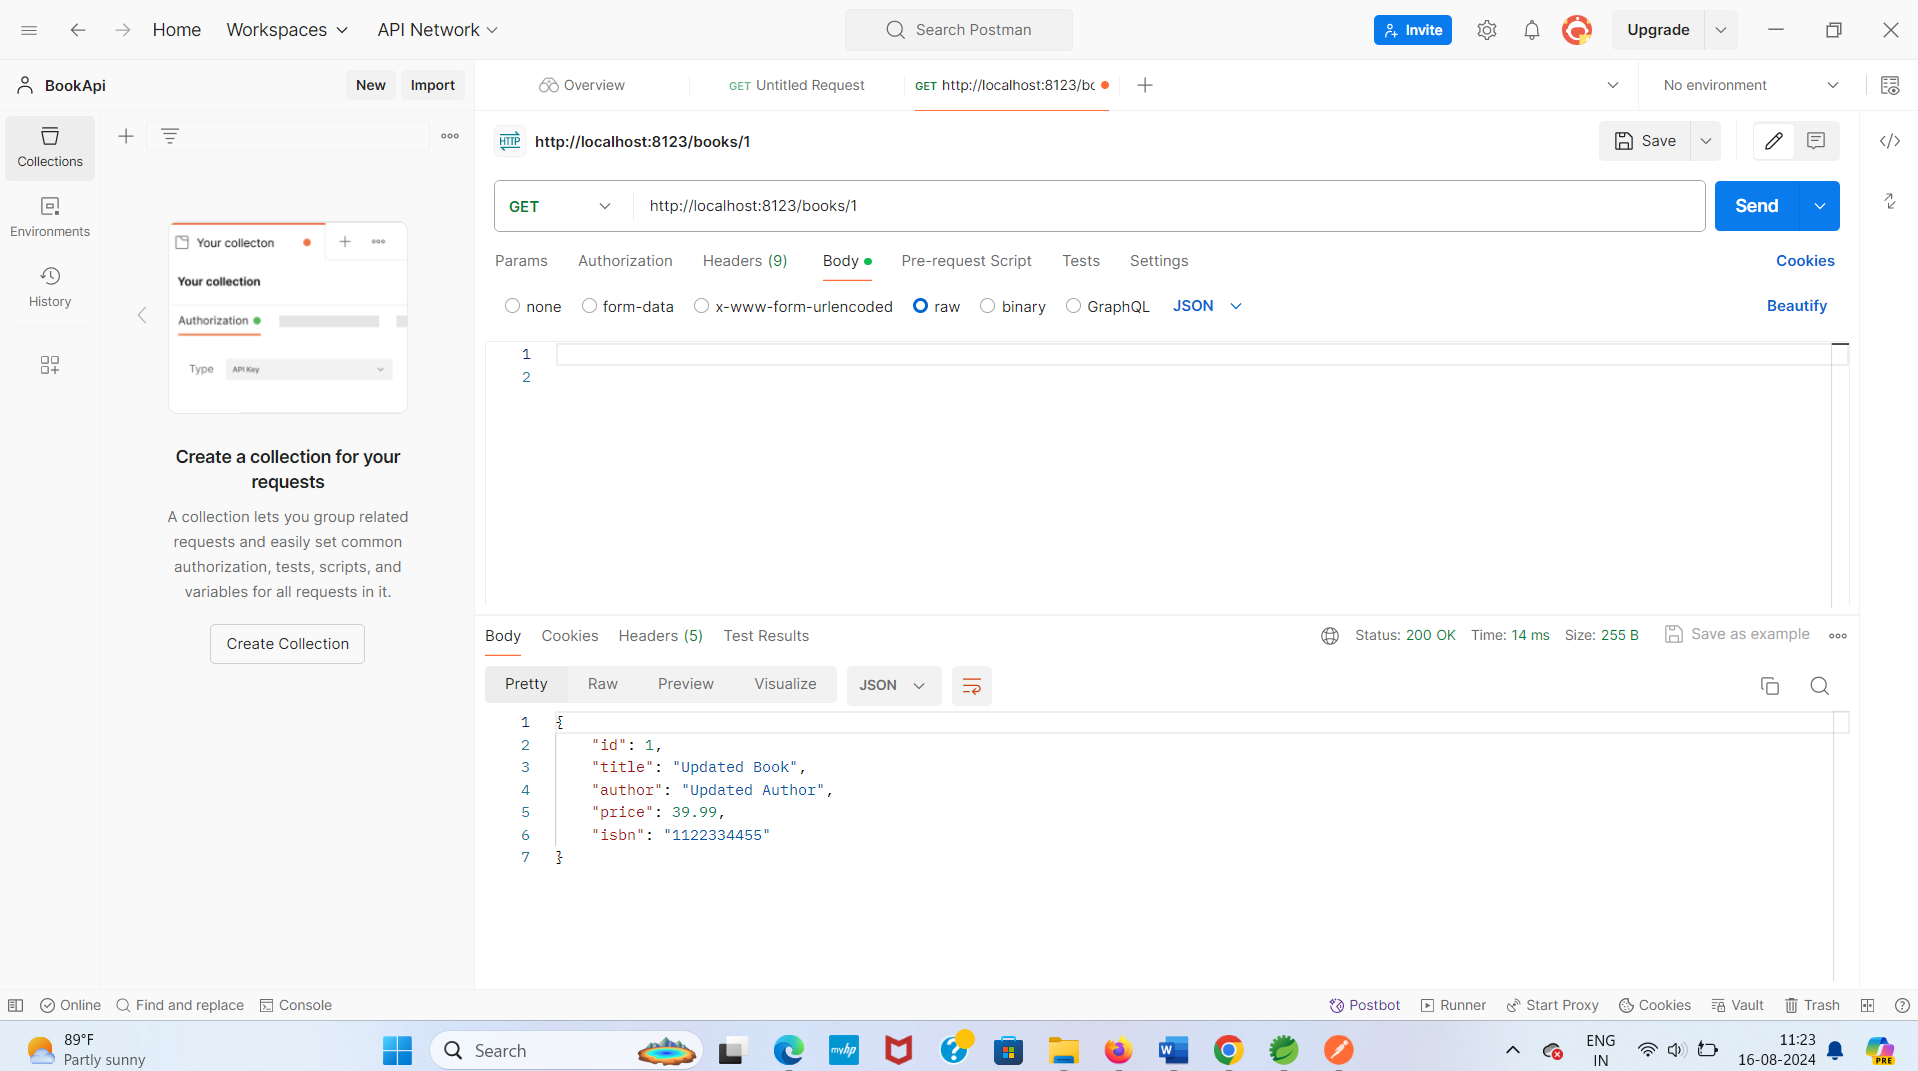 Home Workspaces API Network Search Postman Invite Upgrade
BookApi New Import Overview GET Untitled Request GET http://localhost:8123/bo No environment
Collections
Environments
History
Your collecton
Your collection
Authorization
Type API Key
Create a collection for your
requests
A collection lets you group related
requests and easily set common
authorization, tests, scripts, and
variables for all requests in it.
Create Collection
HTTP http://localhost:8123/books/1 Save
GET http://localhost:8123/books/1 Send
Params Authorization Headers (9) Body Pre-request Script Tests Settings Cookies
none form-data x-www-form-urlencoded raw binary GraphQL JSON Beautify
1
2
Body Cookies Headers (5) Test Results Status: 200 OK Time: 14 ms Size: 255 B Save as example
Pretty Raw Preview Visualize JSON
1 {
2 "id": 1,
3 "title": "Updated Book",
4 "author": "Updated Author",
5 "price": 39.99,
6 "isbn": "1122334455"
7 }
Online Find and replace Console Postbot Runner Start Proxy Cookies Vault Trash
89°F
Partly sunny
Search
myhp
ENG
IN
11:23
16-08-2024
PRE